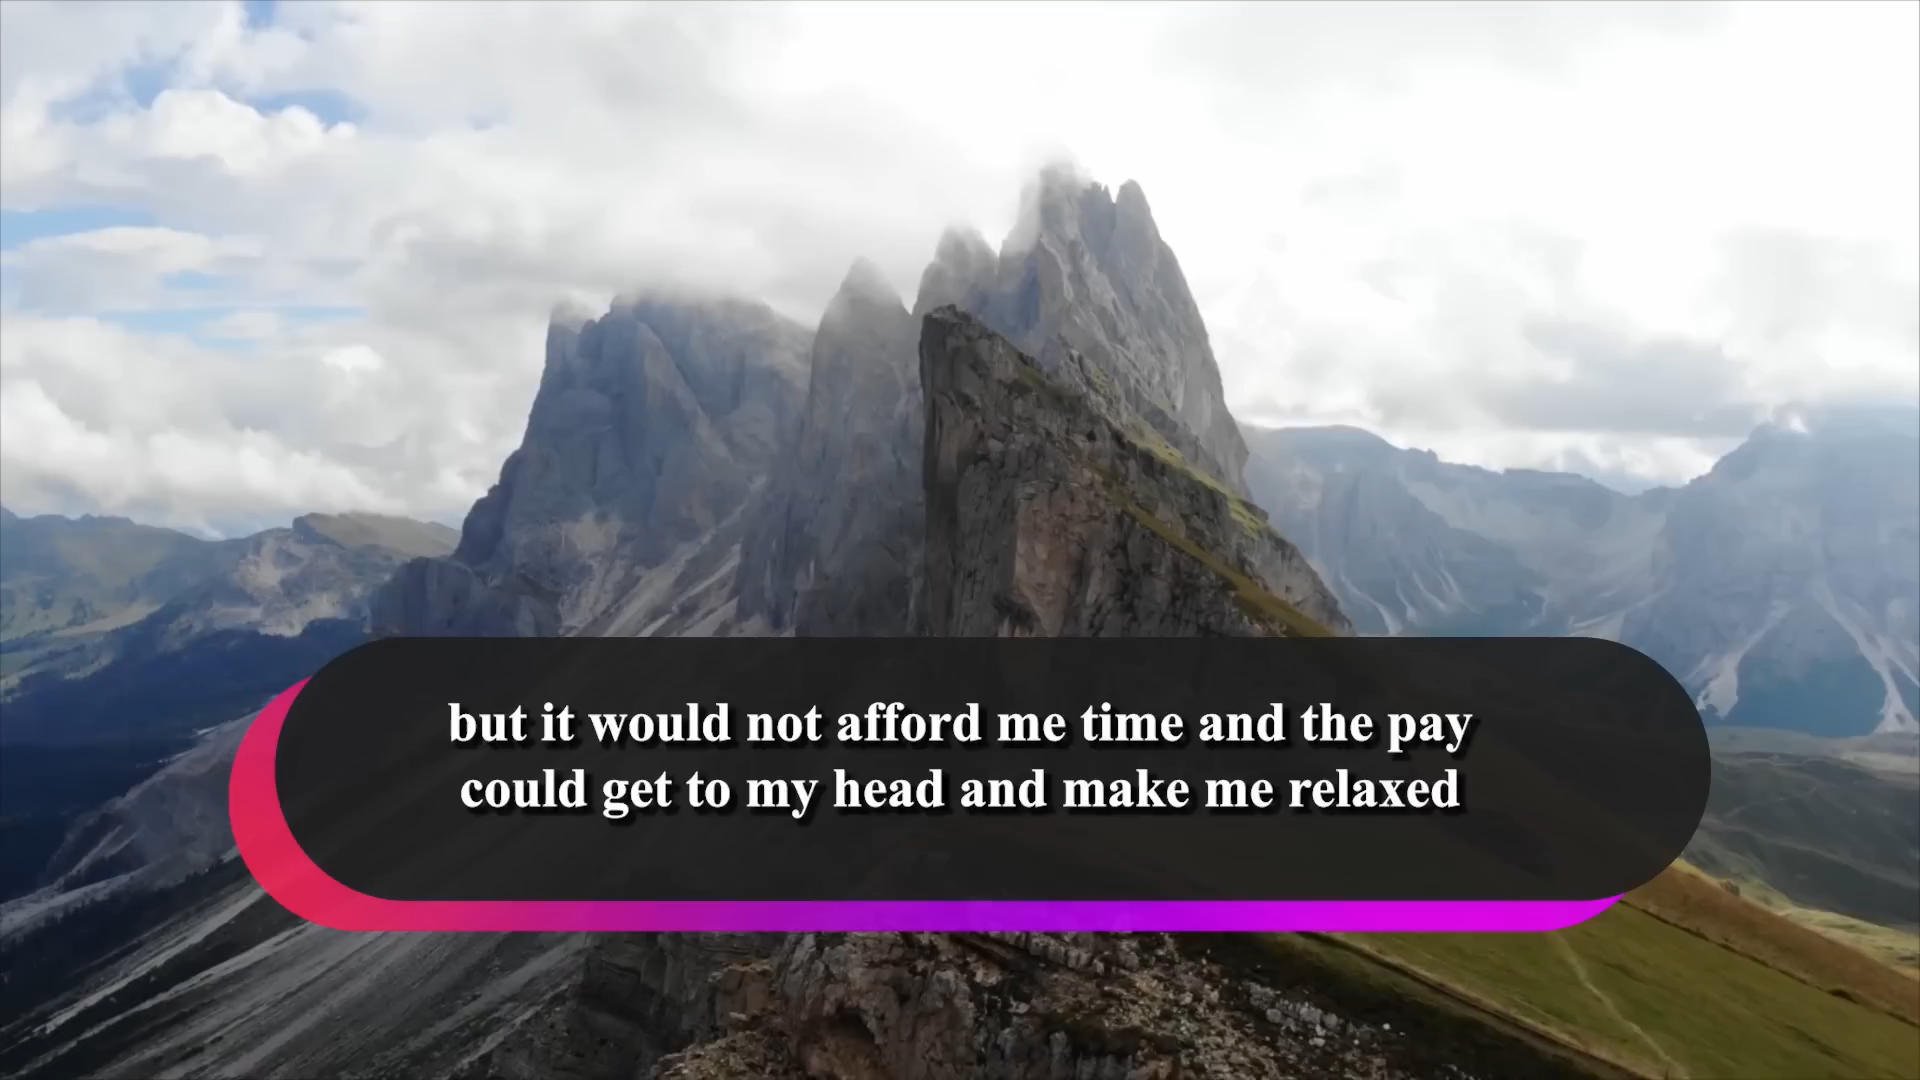 but it would not afford me time and the pay
could get to my head and make me relaxed